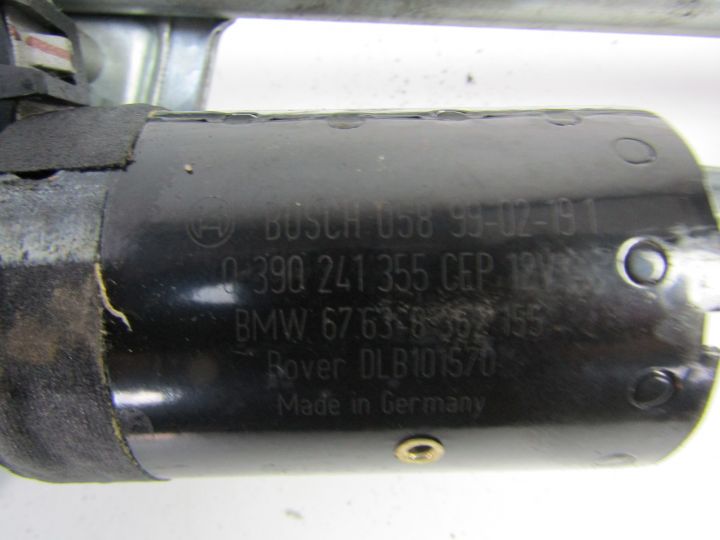 BOSCH 058 99-02-19 1
0 390 241 355 CEP 12V
BMW 67.63-8 352 155
Rover DLB101570
Made in Germany